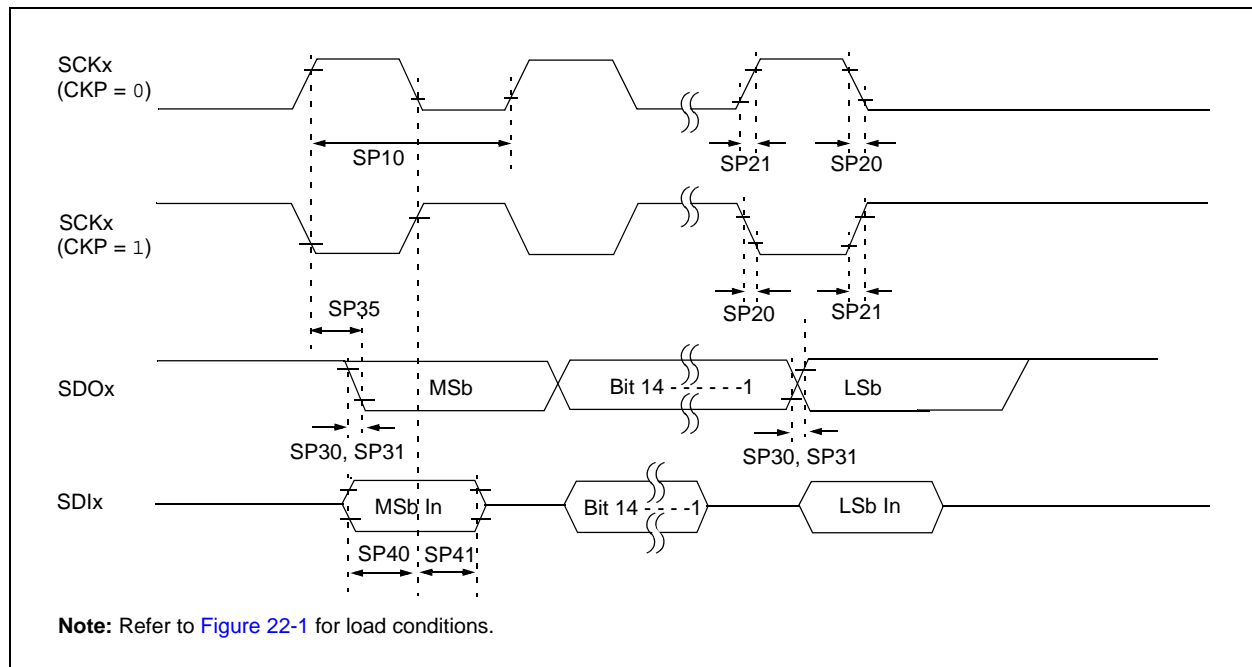 SCKx
(CKP = 0)
SP10
SP21
SP20
SCKx
(CKP = 1)
SP35
SP20
SP21
SDOx
MSb
Bit 14 - - - - - -1
LSb
SP30, SP31
SP30, SP31
SDIx
MSb In
Bit 14 - - - -1
LSb In
SP40
SP41
Note: Refer to Figure 22-1 for load conditions.